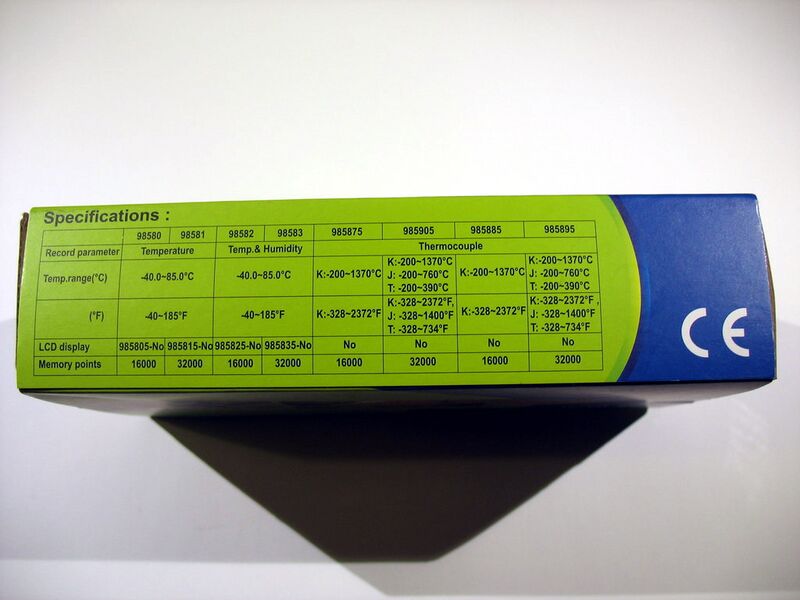 Specifications :
98580 98581 98582 98583 985875 985905 985885 985895
Record parameter Temperature Temp.& Humidity Thermocouple
Temp.range(°C) -40.0~85.0°C -40.0~85.0°C K:-200~1370°C K:-200~1370°C J: -200~760°C T: -200~390°C K:-200~1370°C K:-200~1370°C J: -200~760°C T: -200~390°C
(°F) -40~185°F -40~185°F K:-328~2372°F K:-328~2372°F, J: -328~1400°F T: -328~734°F K:-328~2372°F K:-328~2372°F , J: -328~1400°F T: -328~734°F
LCD display 985805-No 985815-No 985825-No 985835-No No No No No
Memory points 16000 32000 16000 32000 16000 32000 16000 32000
CE